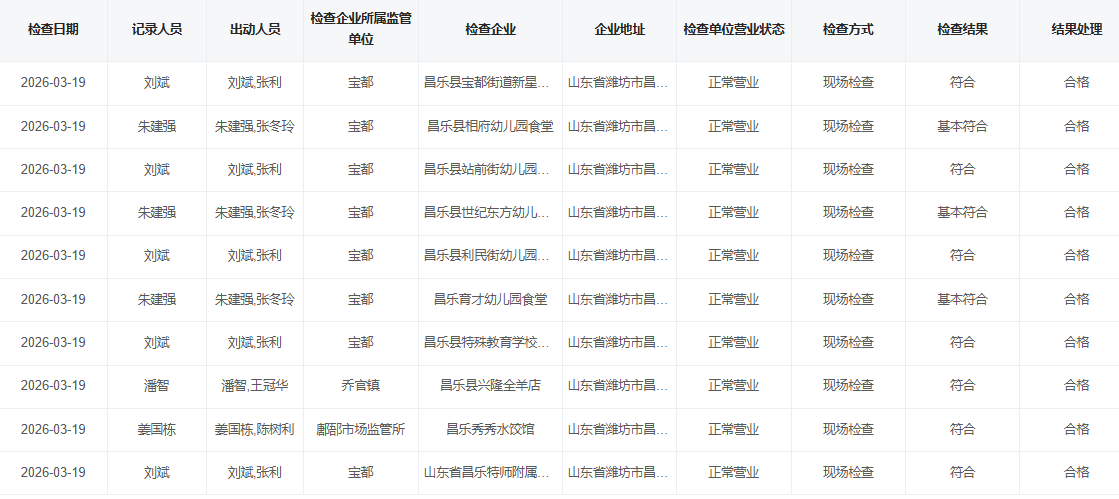 检查日期 记录人员 出动人员 检查企业所属监管单位 检查企业 企业地址 检查单位营业状态 检查方式 检查结果 结果处理
2026-03-19 刘斌 刘斌,张利 宝都 昌乐县宝都街道新星... 山东省潍坊市昌... 正常营业 现场检查 符合 合格
2026-03-19 朱建强 朱建强,张冬玲 宝都 昌乐县相府幼儿园食堂 山东省潍坊市昌... 正常营业 现场检查 基本符合 合格
2026-03-19 刘斌 刘斌,张利 宝都 昌乐县站前街幼儿园... 山东省潍坊市昌... 正常营业 现场检查 符合 合格
2026-03-19 朱建强 朱建强,张冬玲 宝都 昌乐县世纪东方幼儿... 山东省潍坊市昌... 正常营业 现场检查 基本符合 合格
2026-03-19 刘斌 刘斌,张利 宝都 昌乐县利民街幼儿园... 山东省潍坊市昌... 正常营业 现场检查 符合 合格
2026-03-19 朱建强 朱建强,张冬玲 宝都 昌乐育才幼儿园食堂 山东省潍坊市昌... 正常营业 现场检查 基本符合 合格
2026-03-19 刘斌 刘斌,张利 宝都 昌乐县特殊教育学校... 山东省潍坊市昌... 正常营业 现场检查 符合 合格
2026-03-19 潘智 潘智,王冠华 乔官镇 昌乐县兴隆全羊店 山东省潍坊市昌... 正常营业 现场检查 符合 合格
2026-03-19 姜国栋 姜国栋,陈树利 鄌郚市场监管所 昌乐秀秀水饺馆 山东省潍坊市昌... 正常营业 现场检查 符合 合格
2026-03-19 刘斌 刘斌,张利 宝都 山东省昌乐特师附属... 山东省潍坊市昌... 正常营业 现场检查 符合 合格